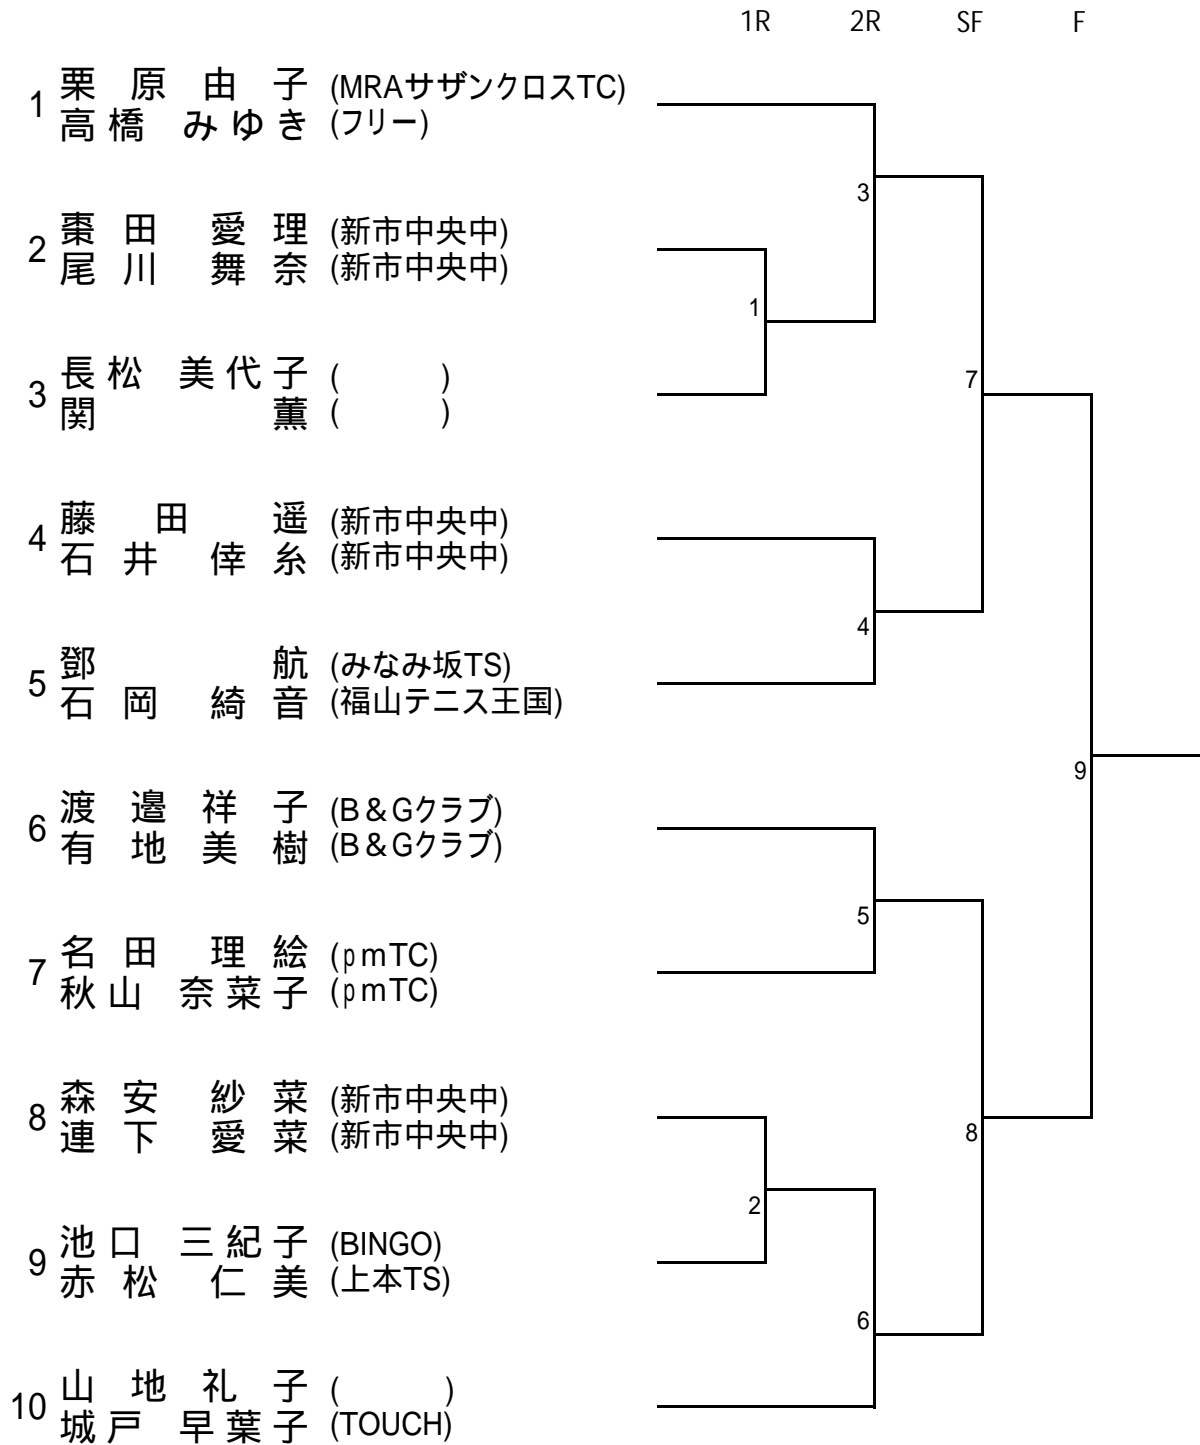 1R 2R SF F
1 栗原由子 (MRAサザンクロスTC)
高橋みゆき (フリー)
3
2 棗田愛理 (新市中央中)
尾川舞奈 (新市中央中)
1
3 長松美代子 ( )
関薫 ( )
7
4 藤田遥 (新市中央中)
石井倖糸 (新市中央中)
4
5 鄧航 (みなみ坂TS)
石岡綺音 (福山テニス王国)
9
6 渡邉祥子 (B&Gクラブ)
有地美樹 (B&Gクラブ)
5
7 名田理絵 (pmTC)
秋山奈菜子 (pmTC)
8 森安紗菜 (新市中央中)
連下愛菜 (新市中央中)
8
2
9 池口三紀子 (BINGO)
赤松仁美 (上本TS)
6
10 山地礼子 ( )
城戸早葉子 (TOUCH)